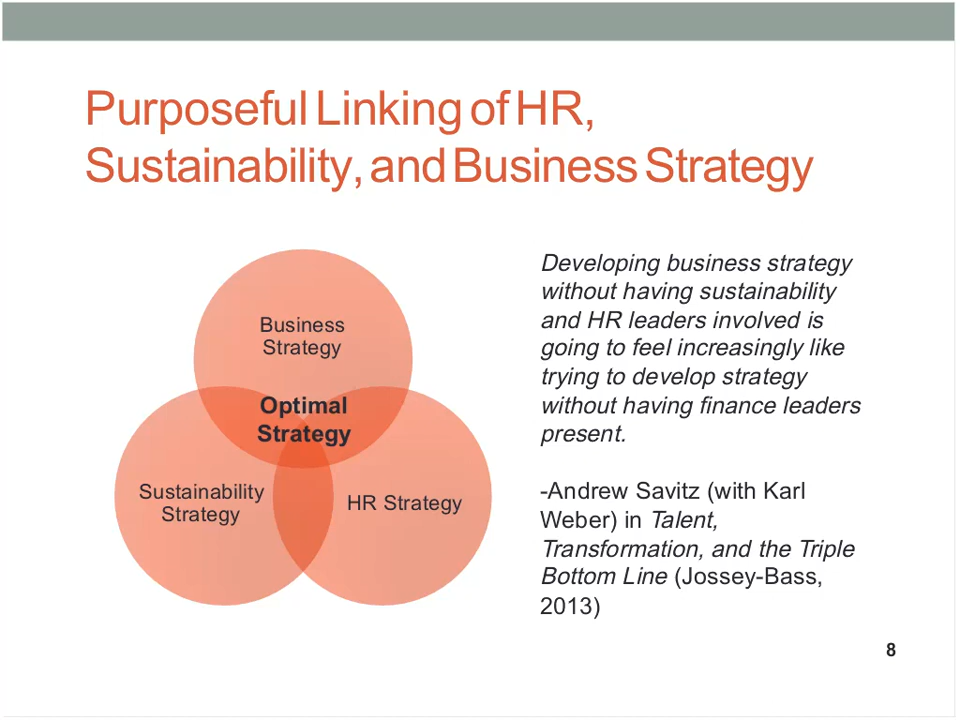 Purposeful Linking of HR,
Sustainability, and Business Strategy
Business
Strategy
Optimal
Strategy
Sustainability
Strategy
HR Strategy
Developing business strategy
without having sustainability
and HR leaders involved is
going to feel increasingly like
trying to develop strategy
without having finance leaders
present.
-Andrew Savitz (with Karl
Weber) in Talent,
Transformation, and the Triple
Bottom Line (Jossey-Bass,
2013)
8